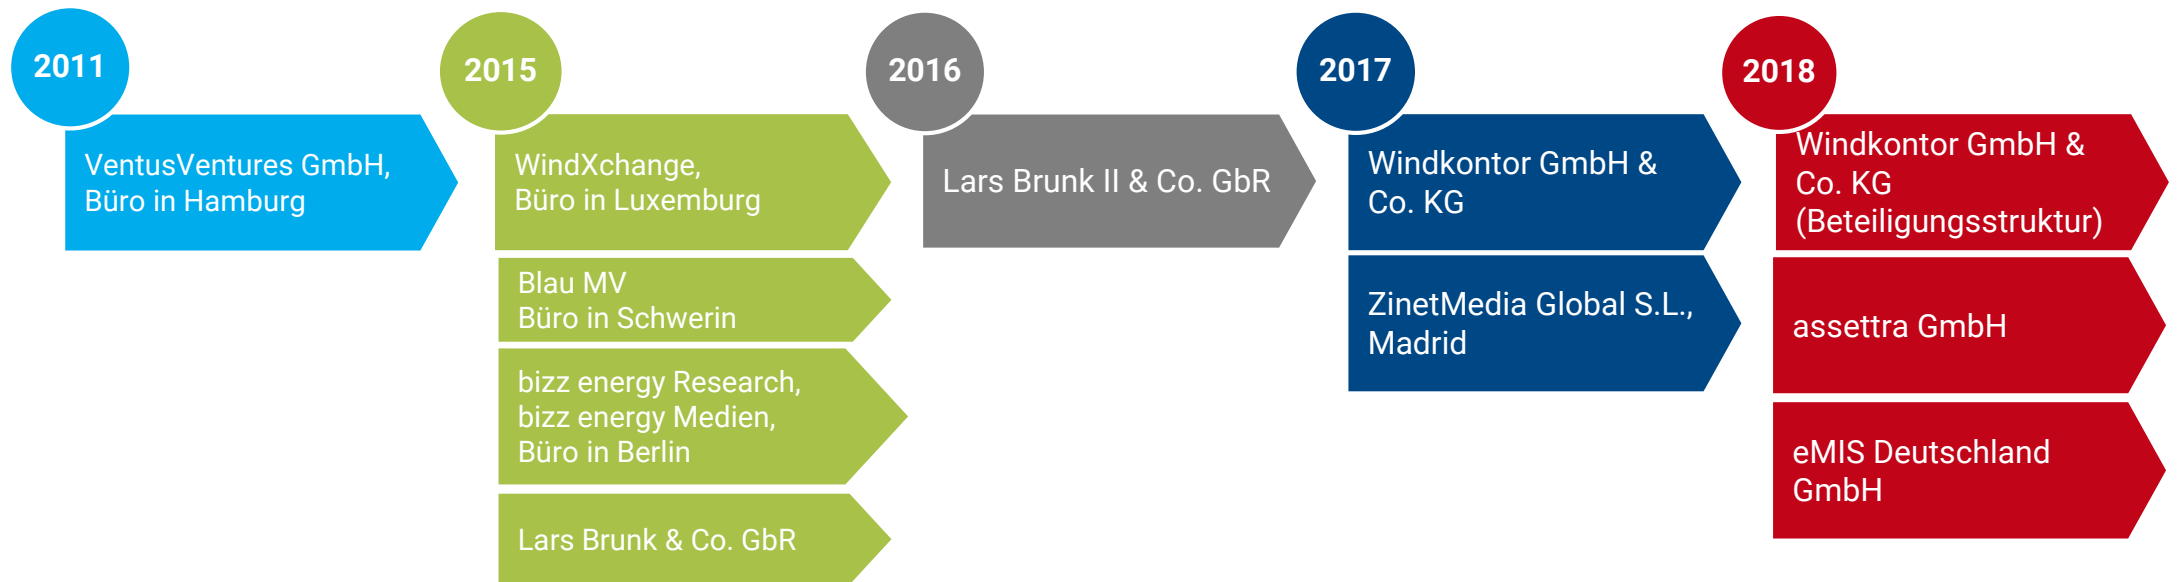 2011
VentusVentures GmbH,
Büro in Hamburg
2015
WindXchange,
Büro in Luxemburg
Blau MV
Büro in Schwerin
bizz energy Research,
bizz energy Medien,
Büro in Berlin
Lars Brunk & Co. GbR
2016
Lars Brunk II & Co. GbR
2017
Windkontor GmbH &
Co. KG
ZinetMedia Global S.L.,
Madrid
2018
Windkontor GmbH &
Co. KG
(Beteiligungsstruktur)
assettra GmbH
eMIS Deutschland
GmbH